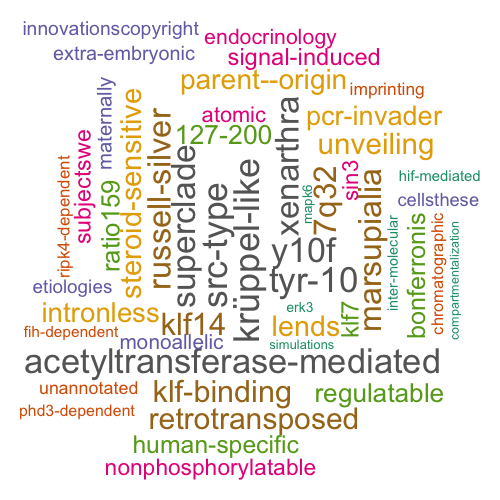 innovationscopyright
endocrinology
extra-embryonic
signal-induced
parent--origin
imprinting
maternally
atomic
pcr-invader
127-200
unveiling
xenarthra
steroid-sensitive
russell-silver
subjectswe
ripk4-dependent
ratio159
superclade
src-type
krüppel-like
mapk6
7q32
sin3
marsupialia
hif-mediated
cellsthese
y10f
tyr-10
inter-molecular
bonferronis
chromatographic
compartmentalization
etiologies
intronless
erk3
klf14
lends
klf7
fih-dependent
monoallelic
simulations
acetyltransferase-mediated
unannotated
klf-binding
regulatable
phd3-dependent
retrotransposed
human-specific
nonphosphorylatable